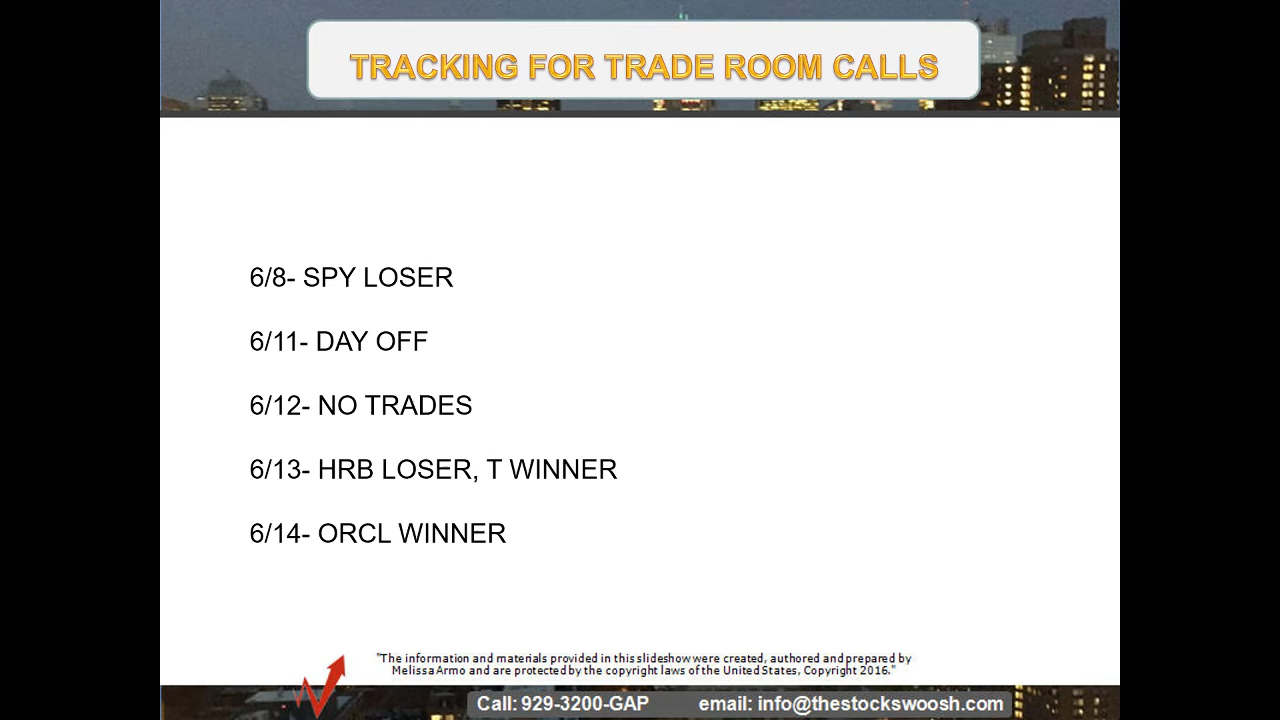 TRACKING FOR TRADE ROOM CALLS
6/8- SPY LOSER
6/11- DAY OFF
6/12- NO TRADES
6/13- HRB LOSER, T WINNER
6/14- ORCL WINNER
"The information and materials provided in this slideshow were created, authored and prepared by
Melissa Armo and are protected by the copyright laws of the United States, Copyright 2016."
Call: 929-3200-GAP email: info@thestockswoosh.com